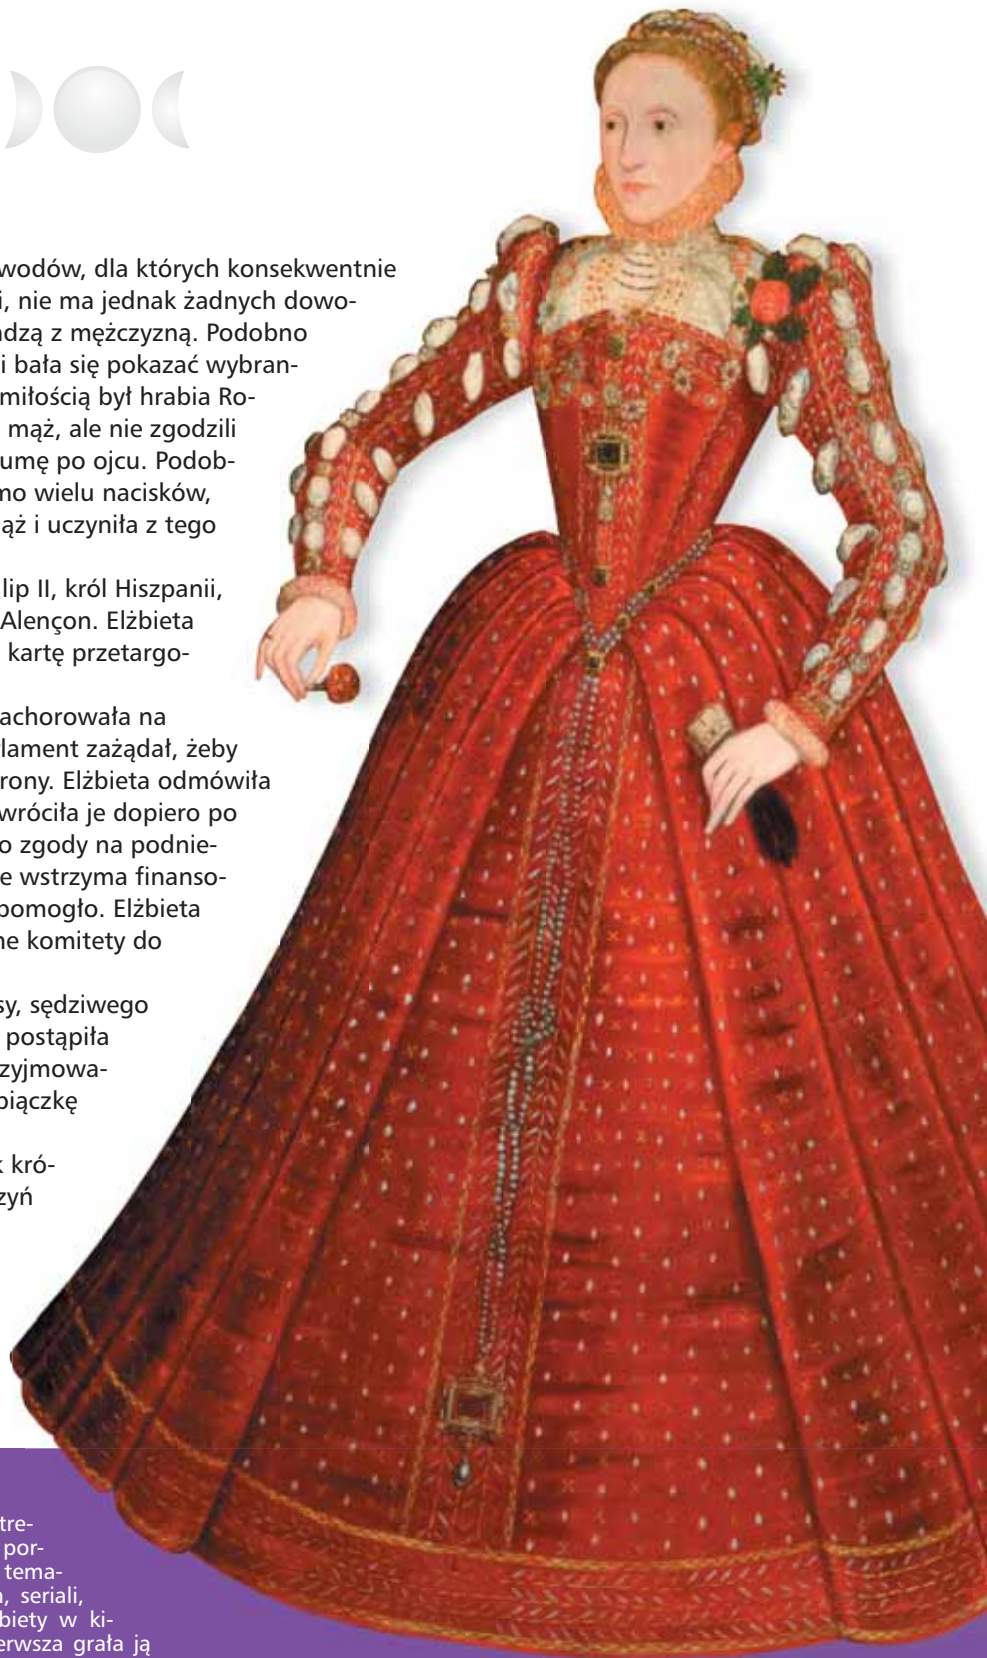 wodów, dla których konsekwentnie
i, nie ma jednak żadnych dowo-
dzą z mężczyzną. Podobno
i bała się pokazać wybran-
miłością był hrabia Ro-
mąż, ale nie zgodzili
umę po ojcu. Podob-
mo wielu nacisków,
ąż i uczyniła z tego
lip II, król Hiszpanii,
Alençon. Elżbieta
kartę przetargo-
achorowała na
lament zażądał, żeby
rony. Elżbieta odmówiła
wróciła je dopiero po
o zgody na podnie-
e wstrzyma finanso-
pomogło. Elżbieta
ne komitety do
sy, sędziwego
postąpiła
zyjmowa-
piączkę
k kró-
zyń
tre-
por-
tema-
, seriali,
biety w ki-
erwsza grała ją